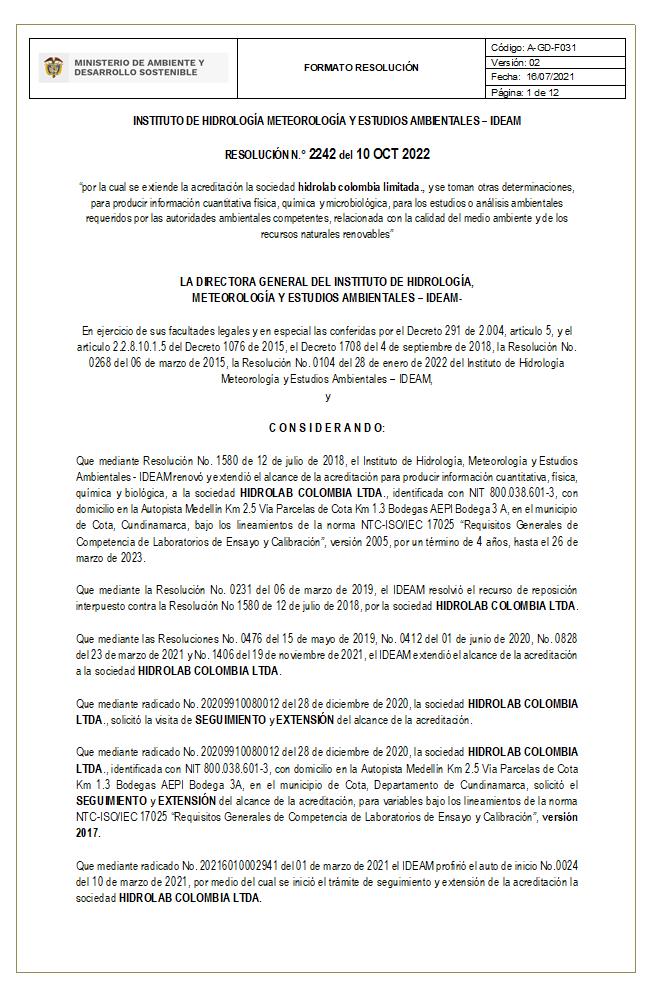 MINISTERIO DE AMBIENTE Y
DESARROLLO SOSTENIBLE
FORMATO RESOLUCIÓN
Código: A-GD-F031
Versión: 02
Fecha: 16/07/2021
Página: 1 de 12
INSTITUTO DE HIDROLOGÍA METEOROLOGÍA Y ESTUDIOS AMBIENTALES – IDEAM
RESOLUCIÓN N.° 2242 del 10 OCT 2022
“por la cual se extiende la acreditación la sociedad hidrolab colombia limitada., y se toman otras determinaciones,
para producir información cuantitativa física, química y microbiológica, para los estudios o análisis ambientales
requeridos por las autoridades ambientales competentes, relacionada con la calidad del medio ambiente y de los
recursos naturales renovables”
LA DIRECTORA GENERAL DEL INSTITUTO DE HIDROLOGÍA,
METEOROLOGÍA Y ESTUDIOS AMBIENTALES – IDEAM-
En ejercicio de sus facultades legales y en especial las conferidas por el Decreto 291 de 2.004, artículo 5, y el
artículo 2.2.8.10.1.5 del Decreto 1076 de 2015, el Decreto 1708 del 4 de septiembre de 2018, la Resolución No.
0268 del 06 de marzo de 2015, la Resolución No. 0104 del 28 de enero de 2022 del Instituto de Hidrología
Meteorología y Estudios Ambientales – IDEAM,
y
C O N S I D E R A N D O:
Que mediante Resolución No. 1580 de 12 de julio de 2018, el Instituto de Hidrología, Meteorología y Estudios
Ambientales - IDEAM renovó y extendió el alcance de la acreditación para producir información cuantitativa, física,
química y biológica, a la sociedad HIDROLAB COLOMBIA LTDA., identificada con NIT 800.038.601-3, con
domicilio en la Autopista Medellín Km 2.5 Vía Parcelas de Cota Km 1.3 Bodegas AEPI Bodega 3 A, en el municipio
de Cota, Cundinamarca, bajo los lineamientos de la norma NTC-ISO/IEC 17025 “Requisitos Generales de
Competencia de Laboratorios de Ensayo y Calibración”, versión 2005, por un término de 4 años, hasta el 26 de
marzo de 2023.
Que mediante la Resolución No. 0231 del 06 de marzo de 2019, el IDEAM resolvió el recurso de reposición
interpuesto contra la Resolución No 1580 de 12 de julio de 2018, por la sociedad HIDROLAB COLOMBIA LTDA.
Que mediante las Resoluciones No. 0476 del 15 de mayo de 2019, No. 0412 del 01 de junio de 2020, No. 0828
del 23 de marzo de 2021 y No. 1406 del 19 de noviembre de 2021, el IDEAM extendió el alcance de la acreditación
a la sociedad HIDROLAB COLOMBIA LTDA.
Que mediante radicado No. 20209910080012 del 28 de diciembre de 2020, la sociedad HIDROLAB COLOMBIA
LTDA., solicitó la visita de SEGUIMIENTO y EXTENSIÓN del alcance de la acreditación.
Que mediante radicado No. 20209910080012 del 28 de diciembre de 2020, la sociedad HIDROLAB COLOMBIA
LTDA., identificada con NIT 800.038.601-3, con domicilio en la Autopista Medellín Km 2.5 Vía Parcelas de Cota
Km 1.3 Bodegas AEPI Bodega 3A, en el municipio de Cota, Departamento de Cundinamarca, solicitó el
SEGUIMIENTO y EXTENSIÓN del alcance de la acreditación, para variables bajo los lineamientos de la norma
NTC-ISO/IEC 17025 “Requisitos Generales de Competencia de Laboratorios de Ensayo y Calibración”, versión
2017.
Que mediante radicado No. 20216010002941 del 01 de marzo de 2021 el IDEAM profirió el auto de inicio No.0024
del 10 de marzo de 2021, por medio del cual se inició el trámite de seguimiento y extensión de la acreditación la
sociedad HIDROLAB COLOMBIA LTDA.